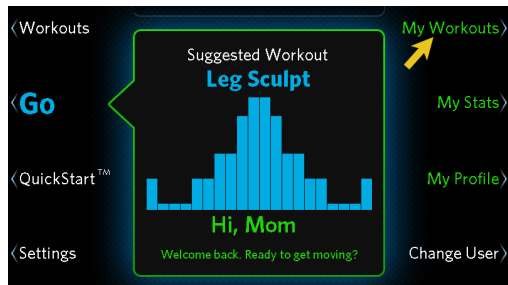 Workouts
Go
QuickStart™
Settings
Suggested Workout
Leg Sculpt
Hi, Mom
Welcome back. Ready to get moving?
My Workouts
My Stats
My Profile
Change User